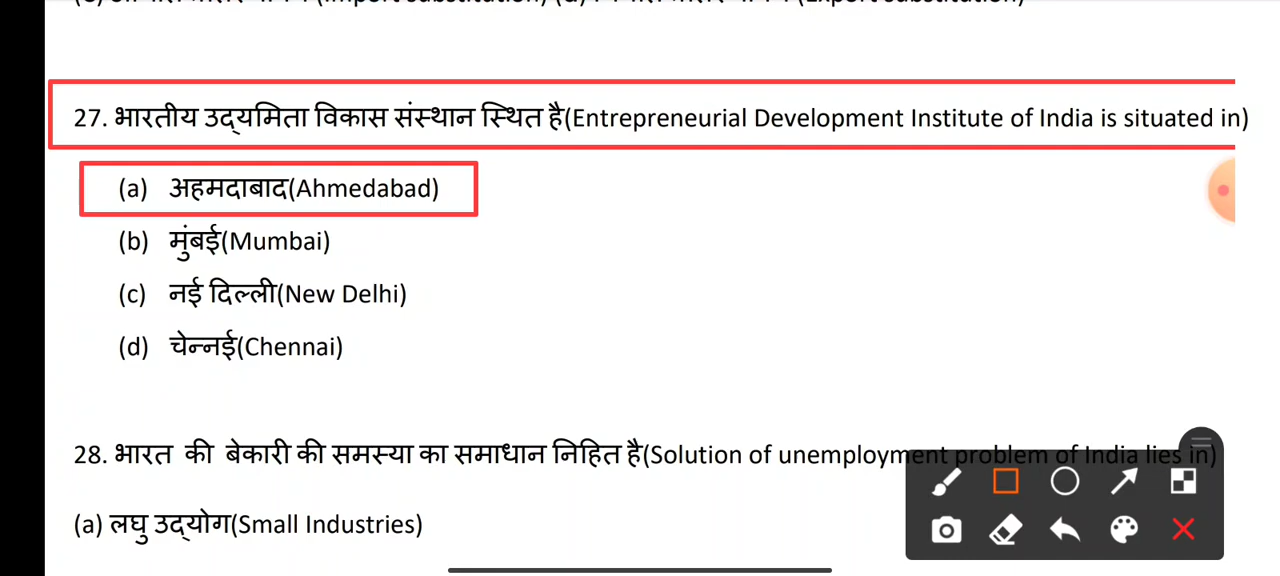 27. भारतीय उद्यमिता विकास संस्थान स्थित है(Entrepreneurial Development Institute of India is situated in)
(a) अहमदाबाद(Ahmedabad)
(b) मुंबई(Mumbai)
(c) नई दिल्ली(New Delhi)
(d) चेन्नई(Chennai)
28. भारत की बेकारी की समस्या का समाधान निहित है(Solution of unemployment problem of India lies in)
(a) लघु उद्योग(Small Industries)